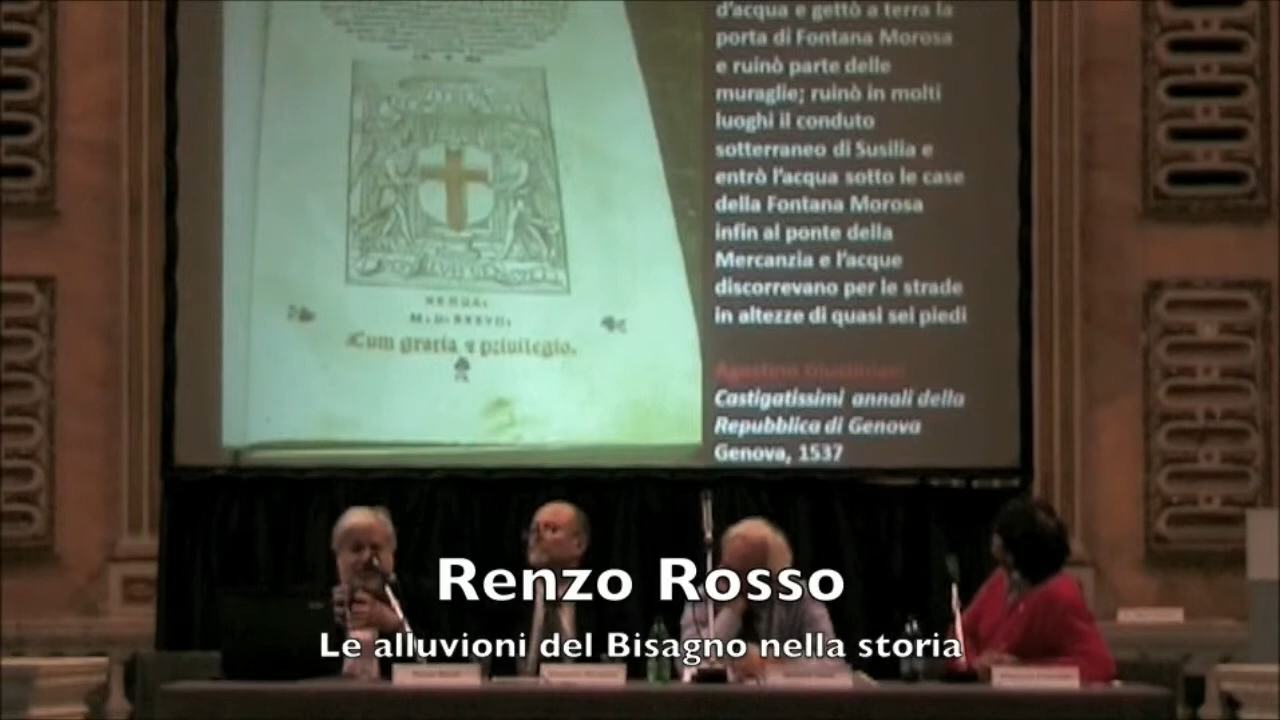 d'acqua e gettò a terra la
porta di Fontana Morosa
e ruinò parte delle
muraglie; ruinò in molti
luoghi il conduto
sotterraneo di Susilia e
entrò l'acqua sotto le case
della Fontana Morosa
infin al ponte della
Mercanzia e l'acque
discorrevano per le strade
in altezze di quasi sei piedi
Agostino Giustiniani
Castigatissimi annali della
Repubblica di Genova
Genova, 1537
M.D.XXXVII.
Cum gratia & privilegio.
Renzo Rosso
Le alluvioni del Bisagno nella storia